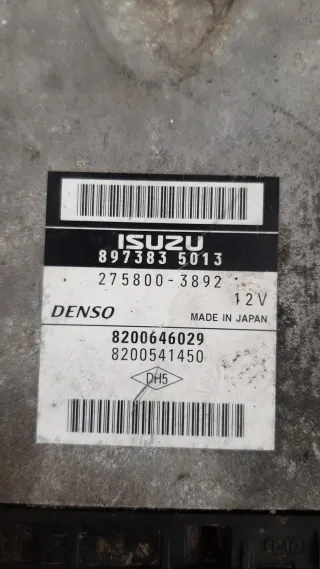 ISUZU
897383 5013
275800-3892
12V
DENSO
MADE IN JAPAN
8200646029
8200541450
DH5